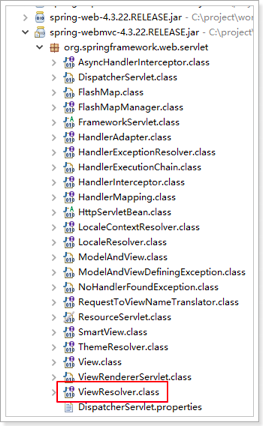 spring-web-4.3.22.RELEASE.jar - C:\project\wor
spring-webmvc-4.3.22.RELEASE.jar - C:\project\
org.springframework.web.servlet
AsyncHandlerInterceptor.class
DispatcherServlet.class
FlashMap.class
FlashMapManager.class
FrameworkServlet.class
HandlerAdapter.class
HandlerExceptionResolver.class
HandlerExecutionChain.class
HandlerInterceptor.class
HandlerMapping.class
HttpServletBean.class
LocaleContextResolver.class
LocaleResolver.class
ModelAndView.class
ModelAndViewDefiningException.class
NoHandlerFoundException.class
RequestToViewNameTranslator.class
ResourceServlet.class
SmartView.class
ThemeResolver.class
View.class
ViewRendererServlet.class
ViewResolver.class
DispatcherServlet.properties